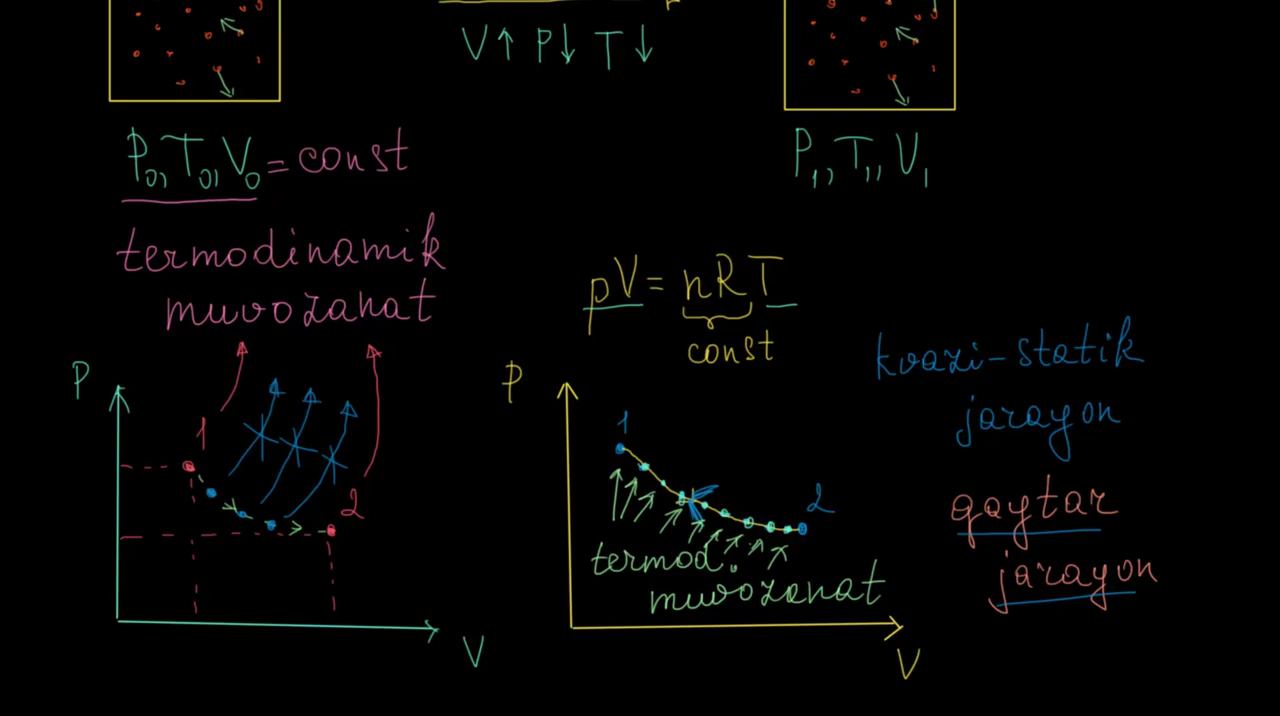 V↑ P↓ T↓
P₀, T₀, V₀ = const
P₁, T₁, V₁
termodinamik
muvozanat
pV = nRT
const
kvazi-statik
jarayon
qaytar
jarayon
P
1
2
V
P
1
2
termod.
muvozanat
V